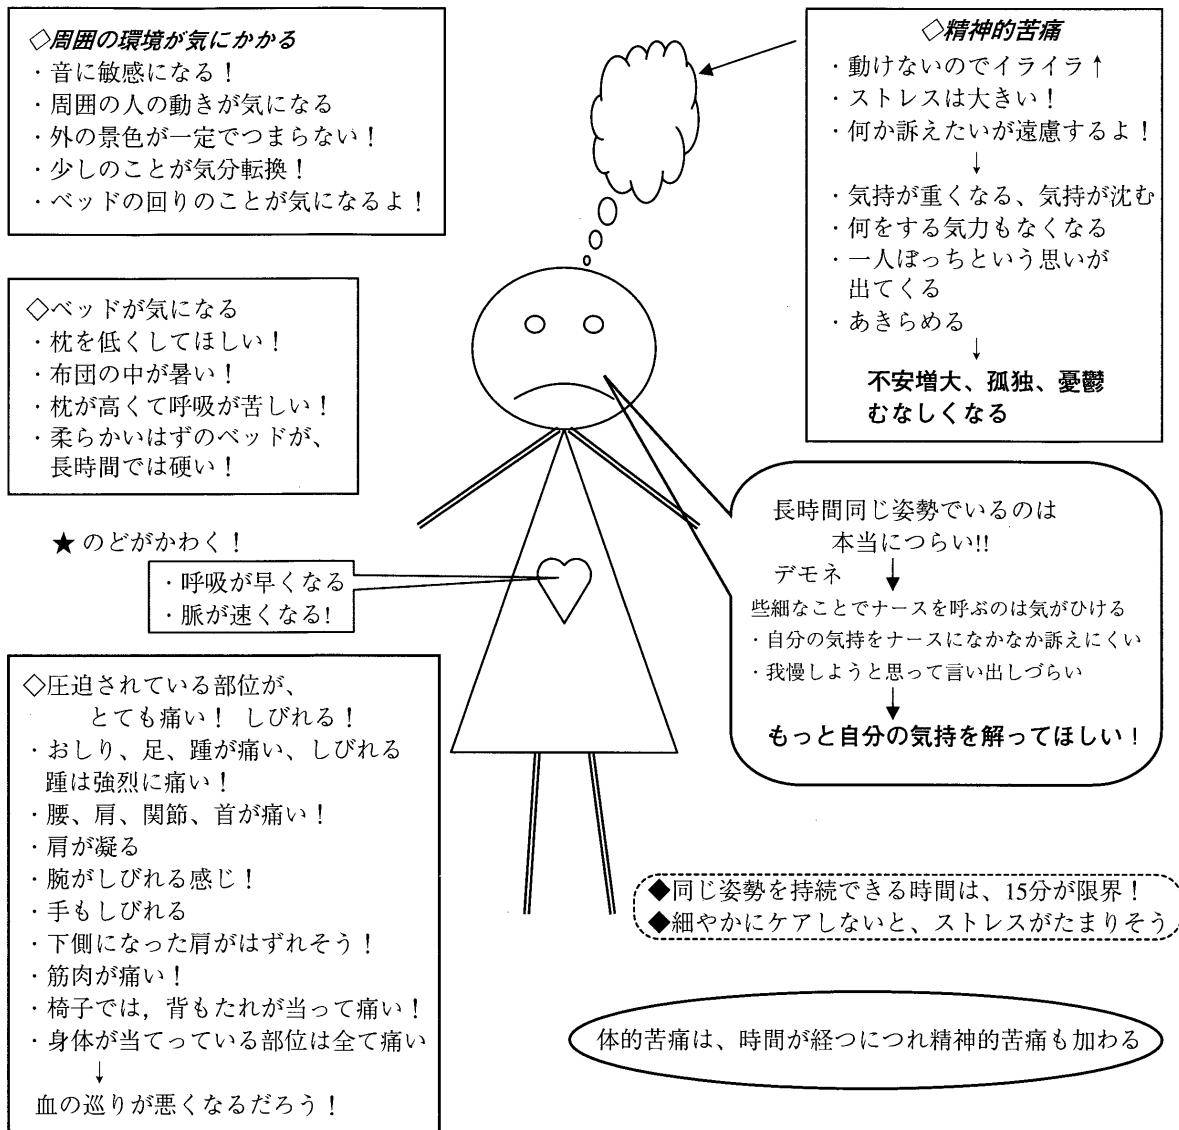 ◇周囲の環境が気にかかる
・音に敏感になる！
・周囲の人の動きが気になる
・外の景色が一定でつまらない！
・少しのことが気分転換！
・ベッドの回りのことが気になるよ！
◇精神的苦痛
・動けないのでイライラ↑
・ストレスは大きい！
・何か訴えたいが遠慮するよ！
↓
・気持が重くなる、気持が沈む
・何をする気力もなくなる
・一人ぼっちという思いが
出てくる
・あきらめる
↓
不安増大、孤独、憂鬱
むなしくなる
◇ベッドが気になる
・枕を低くしてほしい！
・布団の中が暑い！
・枕が高くて呼吸が苦しい！
・柔らかいはずのベッドが、
長時間では硬い！
★のどがかわく！
・呼吸が早くなる
・脈が速くなる!
長時間同じ姿勢でいるのは
本当につらい!!
デモネ
些細なことでナースを呼ぶのは気がひける
・自分の気持をナースになかなか訴えにくい
・我慢しようと思って言い出しづらい
もっと自分の気持を解ってほしい！
◇圧迫されている部位が、
とても痛い！ しびれる！
・おしり、足、踵が痛い、しびれる
踵は強烈に痛い！
・腰、肩、関節、首が痛い！
・肩が凝る
・腕がしびれる感じ！
・手もしびれる
・下側になった肩がはずれそう！
・筋肉が痛い！
・椅子では，背もたれが当って痛い！
・身体が当てっている部位は全て痛い
↓
血の巡りが悪くなるだろう！
◆同じ姿勢を持続できる時間は、15分が限界！
◆細やかにケアしないと、ストレスがたまりそう
体的苦痛は、時間が経つにつれ精神的苦痛も加わる